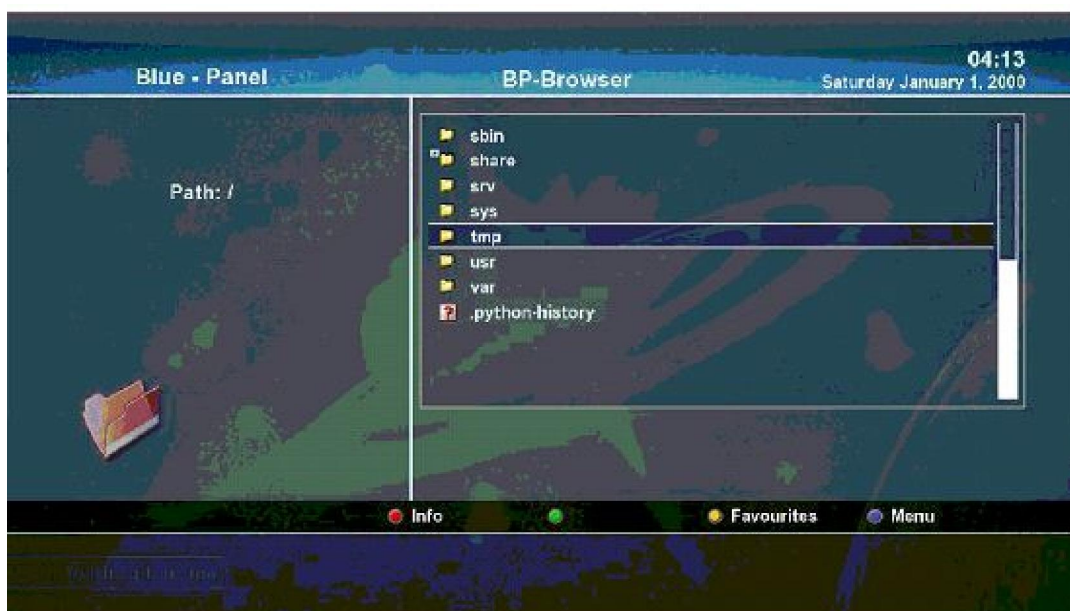 Blue - Panel
BP-Browser
04:13
Saturday January 1, 2000
Path: /
sbin
share
srv
sys
tmp
usr
var
.python-history
Info
Favourites
Menu